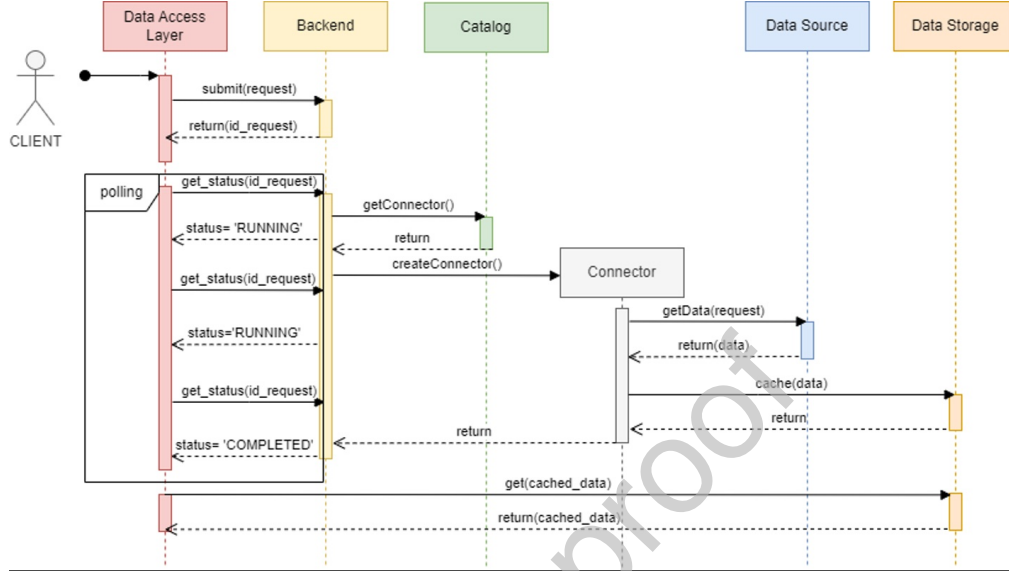 Data Access
Layer
Backend
Catalog
Data Source
Data Storage
CLIENT
submit(request)
return(id_request)
polling
get_status(id_request)
getConnector()
status= 'RUNNING'
return
createConnector()
Connector
get_status(id_request)
getData(request)
status='RUNNING'
return(data)
cache(data)
get_status(id_request)
return
return
status= 'COMPLETED'
get(cached_data)
return(cached_data)
proof